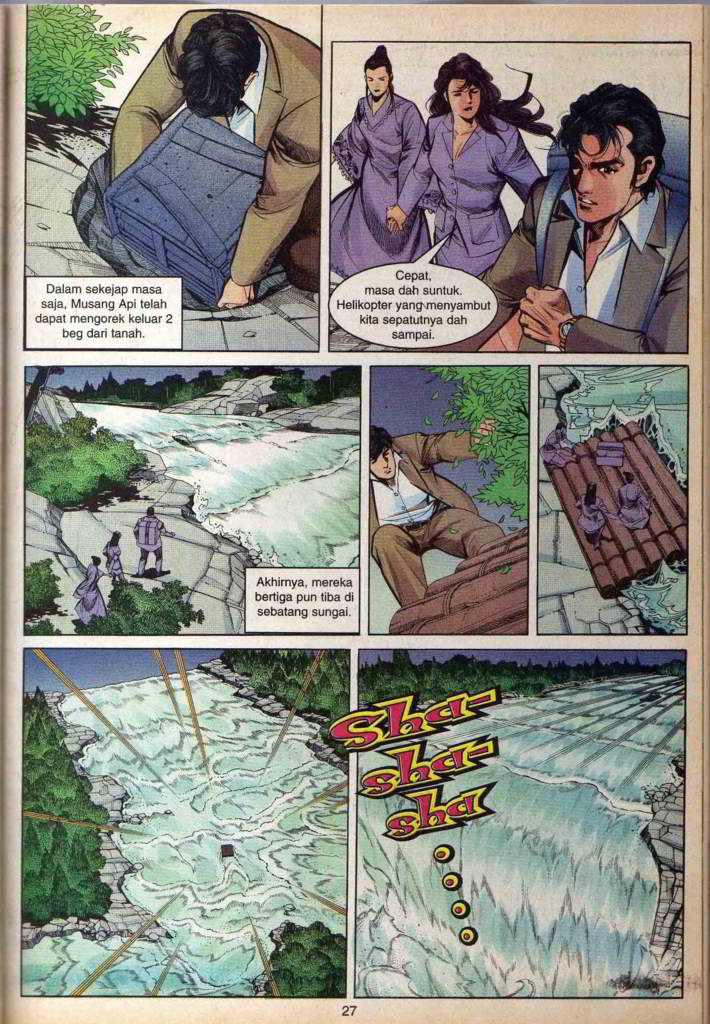 Dalam sekejap masa
saja, Musang Api telah
dapat mengorek keluar 2
beg dari tanah.
Cepat,
masa dah suntuk.
Helikopter yang menyambut
kita sepatutnya dah
sampai.
Akhirnya, mereka
bertiga pun tiba di
sebatang sungai.
Sha-
sha-
sha
27